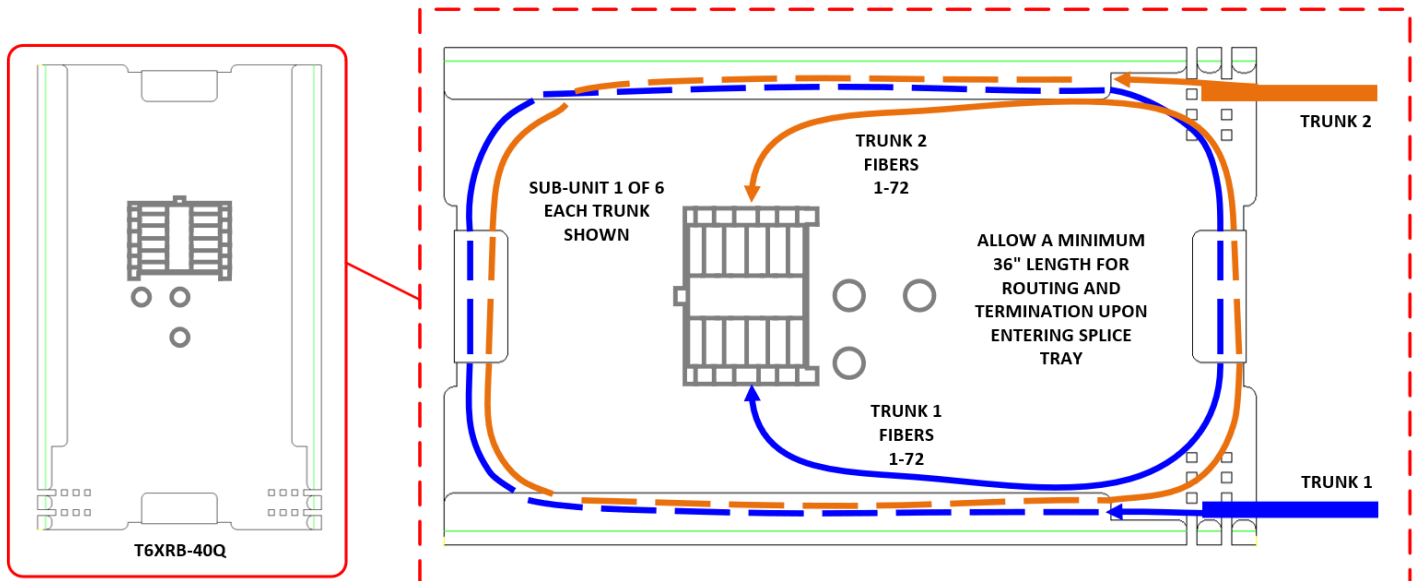 T6XRB-40Q
TRUNK 2
TRUNK 2
FIBERS
1-72
SUB-UNIT 1 OF 6
EACH TRUNK
SHOWN
ALLOW A MINIMUM
36" LENGTH FOR
ROUTING AND
TERMINATION UPON
ENTERING SPLICE
TRAY
TRUNK 1
FIBERS
1-72
TRUNK 1